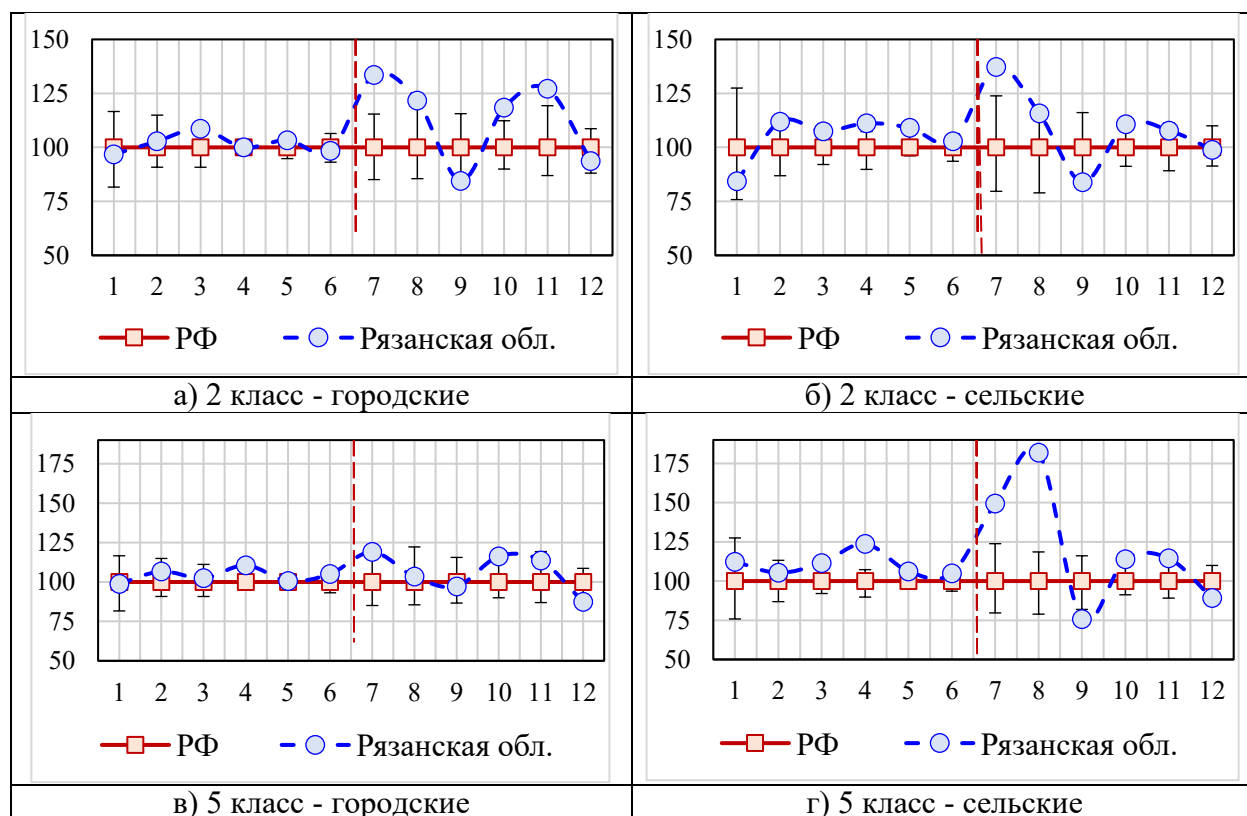 150
125
100
75
50
1 2 3 4 5 6 7 8 9 10 11 12
РФ Рязанская обл.
а) 2 класс - городские
150
125
100
75
50
1 2 3 4 5 6 7 8 9 10 11 12
РФ Рязанская обл.
б) 2 класс - сельские
175
150
125
100
75
50
1 2 3 4 5 6 7 8 9 10 11 12
РФ Рязанская обл.
в) 5 класс - городские
175
150
125
100
75
50
1 2 3 4 5 6 7 8 9 10 11 12
РФ Рязанская обл.
г) 5 класс - сельские